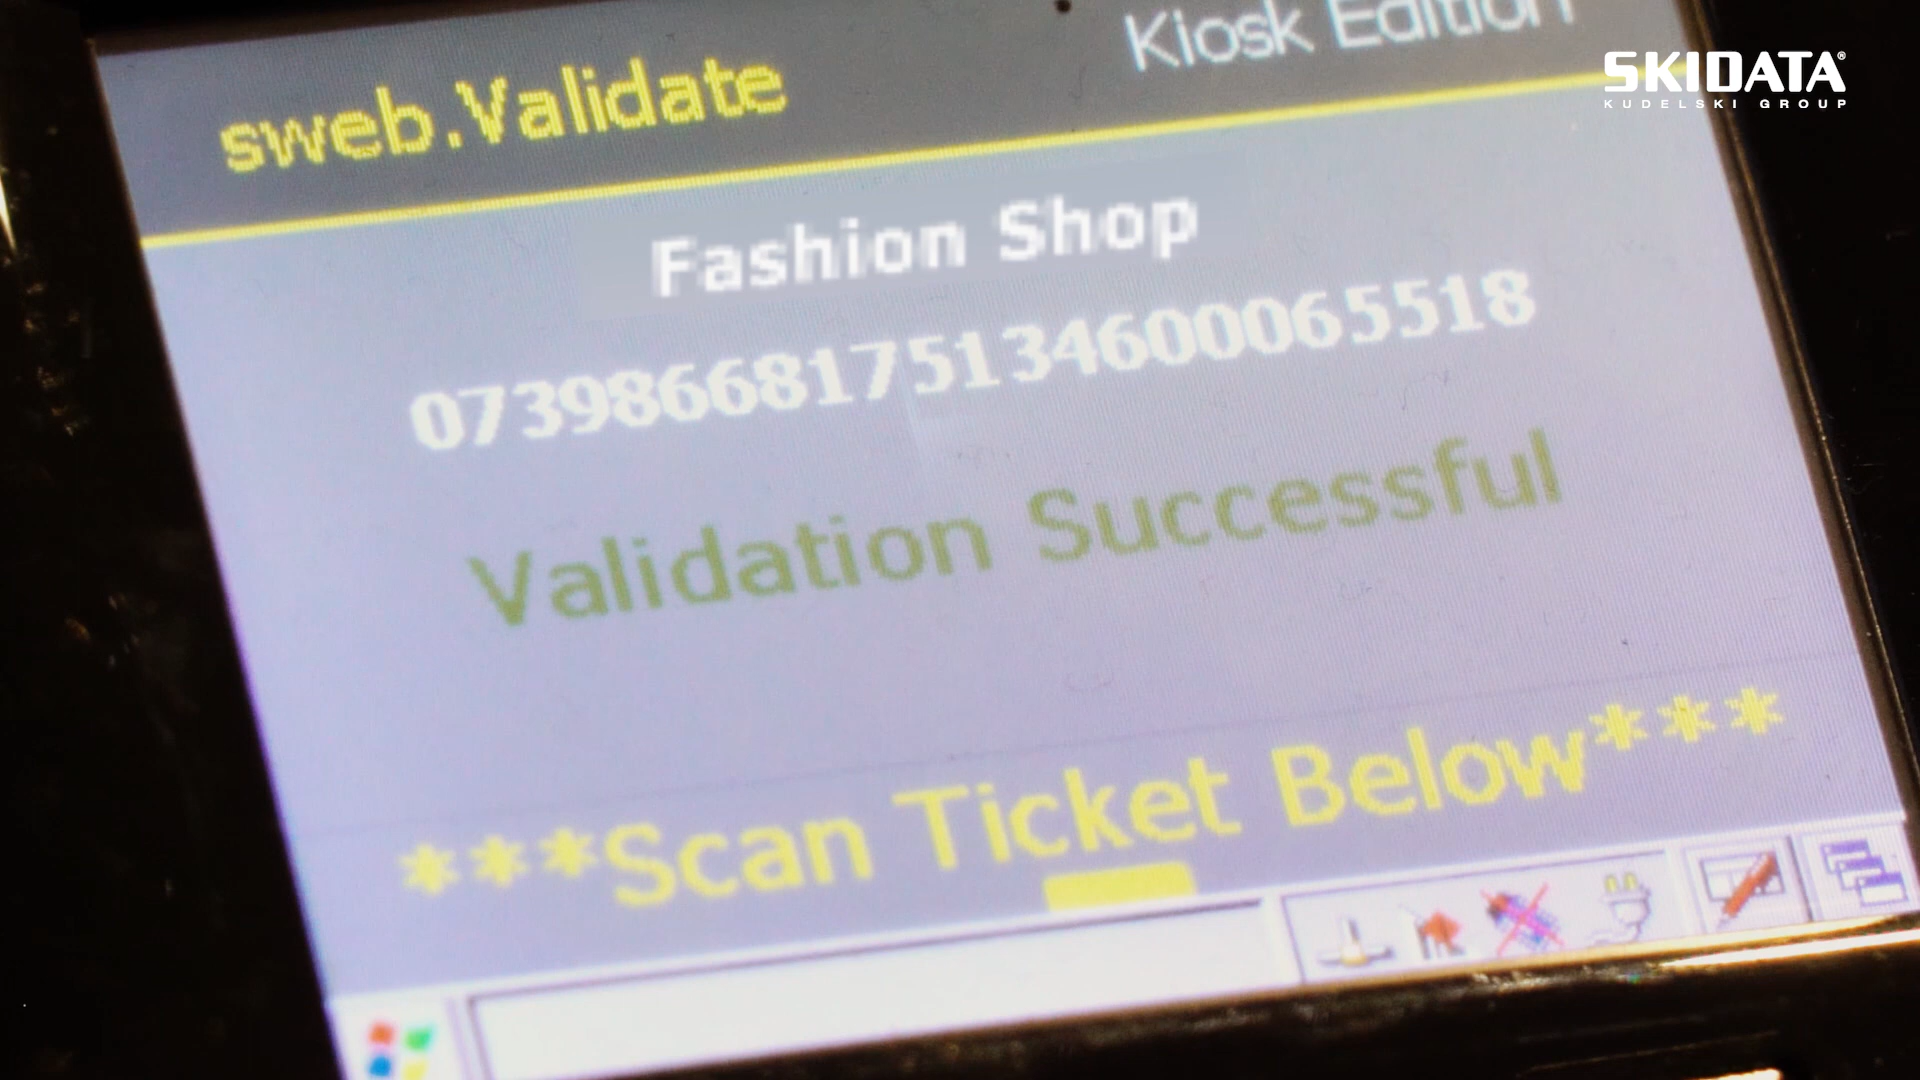 sweb.Validate
Kiosk Edition
SKIDATA®
KUDELSKI GROUP
Fashion Shop
07398668175134600065518
Validation Successful
***Scan Ticket Below***